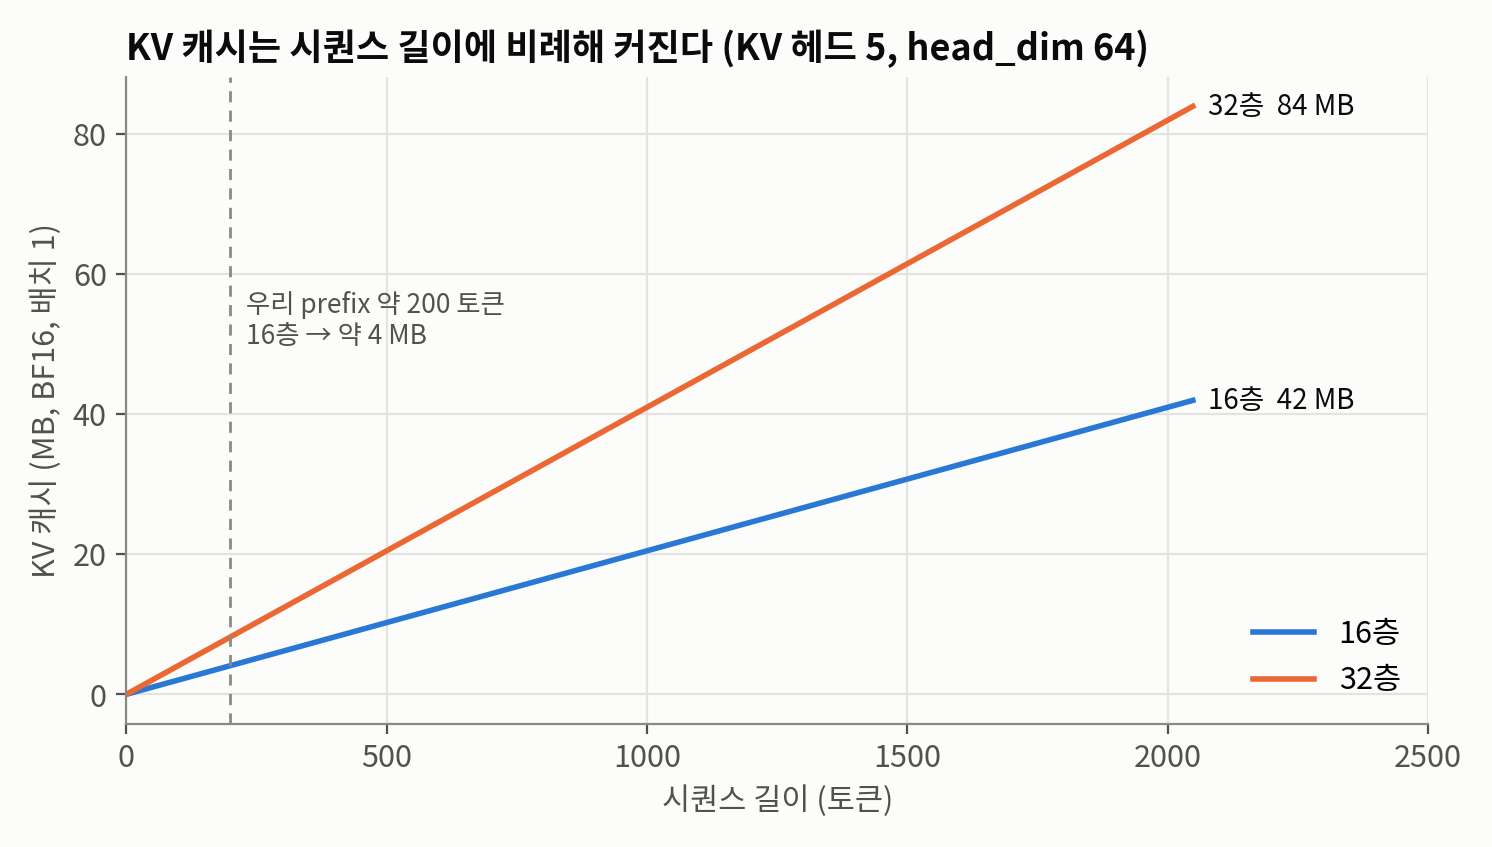 KV 캐시는 시퀀스 길이에 비례해 커진다 (KV 헤드 5, head_dim 64)
KV 캐시 (MB, BF16, 배치 1)
80
60
40
20
0
32층 84 MB
우리 prefix 약 200 토큰
16층 → 약 4 MB
16층 42 MB
16층
32층
0 500 1000 1500 2000 2500
시퀀스 길이 (토큰)